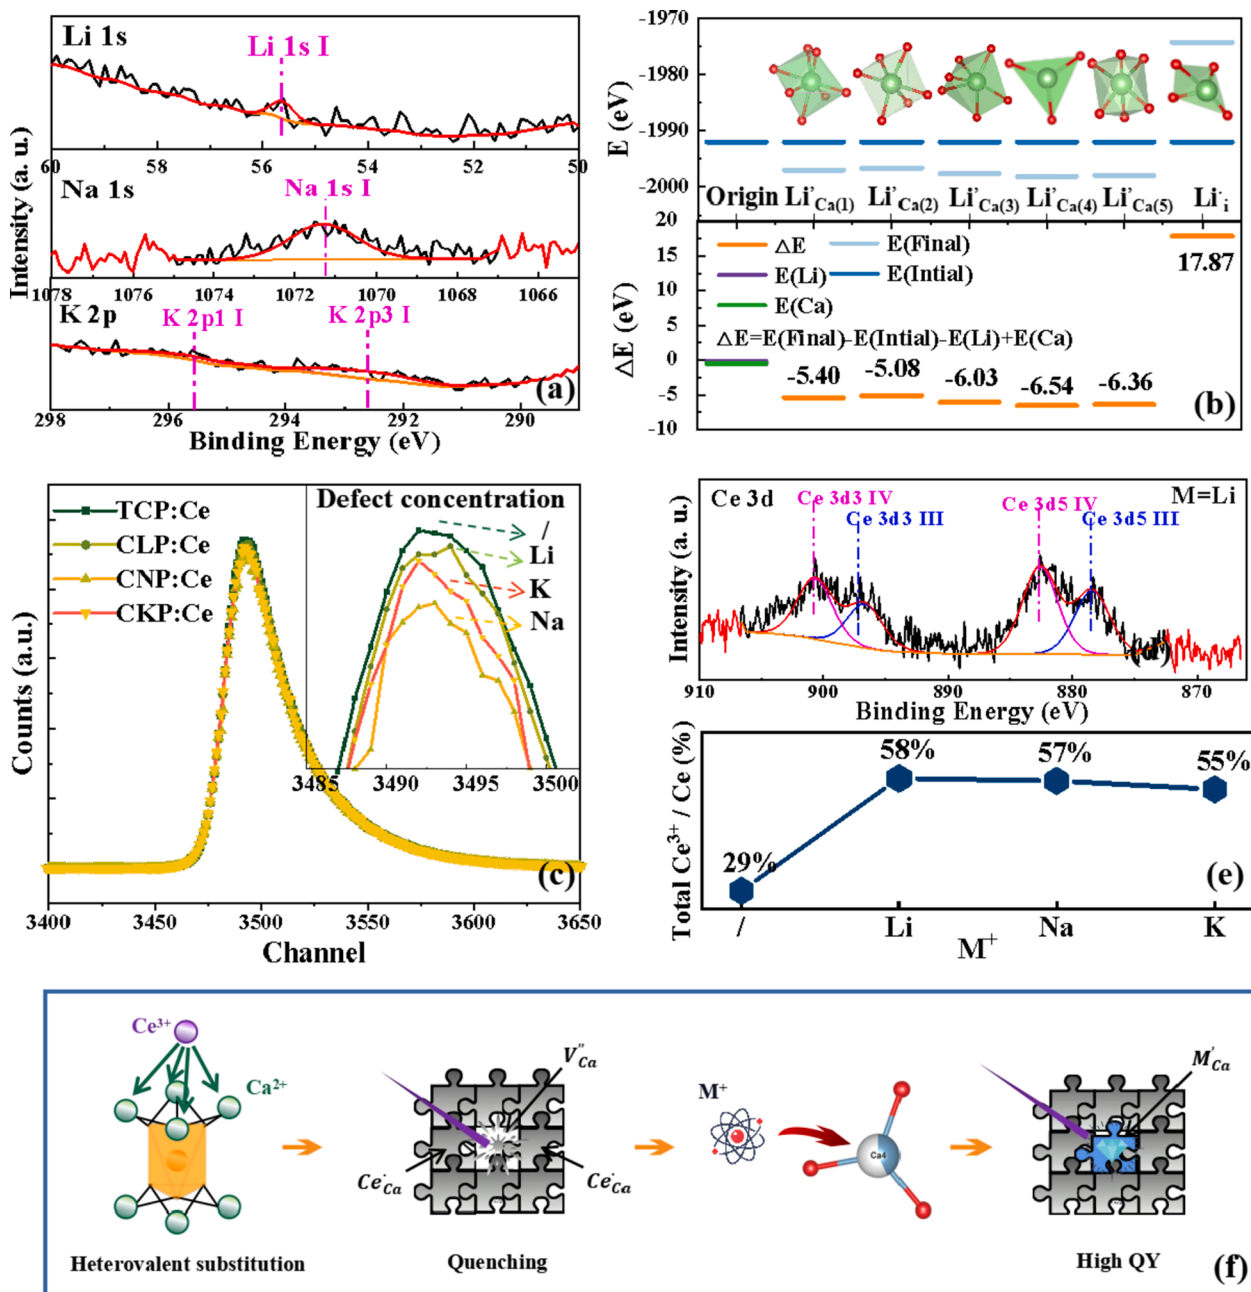 Li 1s
Li 1s I
60 58 56 54 52 50
Na 1s
Na 1s I
1078 1076 1074 1072 1070 1068 1066
K 2p
K 2p1 I
K 2p3 I
298 296 294 292 290
Binding Energy (eV)
Intensity (a. u.)
(a)
E (eV)
-1970
-1980
-1990
-2000
Origin Li’Ca(1) Li’Ca(2) Li’Ca(3) Li’Ca(4) Li’Ca(5) Li·i
ΔE (eV)
20
15
10
5
0
-5
-10
ΔE
E(Final)
E(Li)
E(Intial)
E(Ca)
ΔE=E(Final)-E(Intial)-E(Li)+E(Ca)
17.87
-5.40 -5.08 -6.03 -6.54 -6.36
(b)
TCP:Ce
CLP:Ce
CNP:Ce
CKP:Ce
Defect concentration
/
Li
K
Na
3485 3490 3495 3500
Counts (a.u.)
3400 3450 3500 3550 3600 3650
Channel
(c)
Ce 3d
Ce 3d3 IV
Ce 3d3 III
Ce 3d5 IV
Ce 3d5 III
M=Li
Intensity (a. u.)
910 900 890 880 870
Binding Energy (eV)
Total Ce3+ / Ce (%)
29%
58%
57%
55%
/ Li Na K
M+
(e)
Ce3+
Ca2+
Heterovalent substitution
V''Ca
Ce·Ca
Ce·Ca
Quenching
M+
Ca4
M'Ca
High QY
(f)